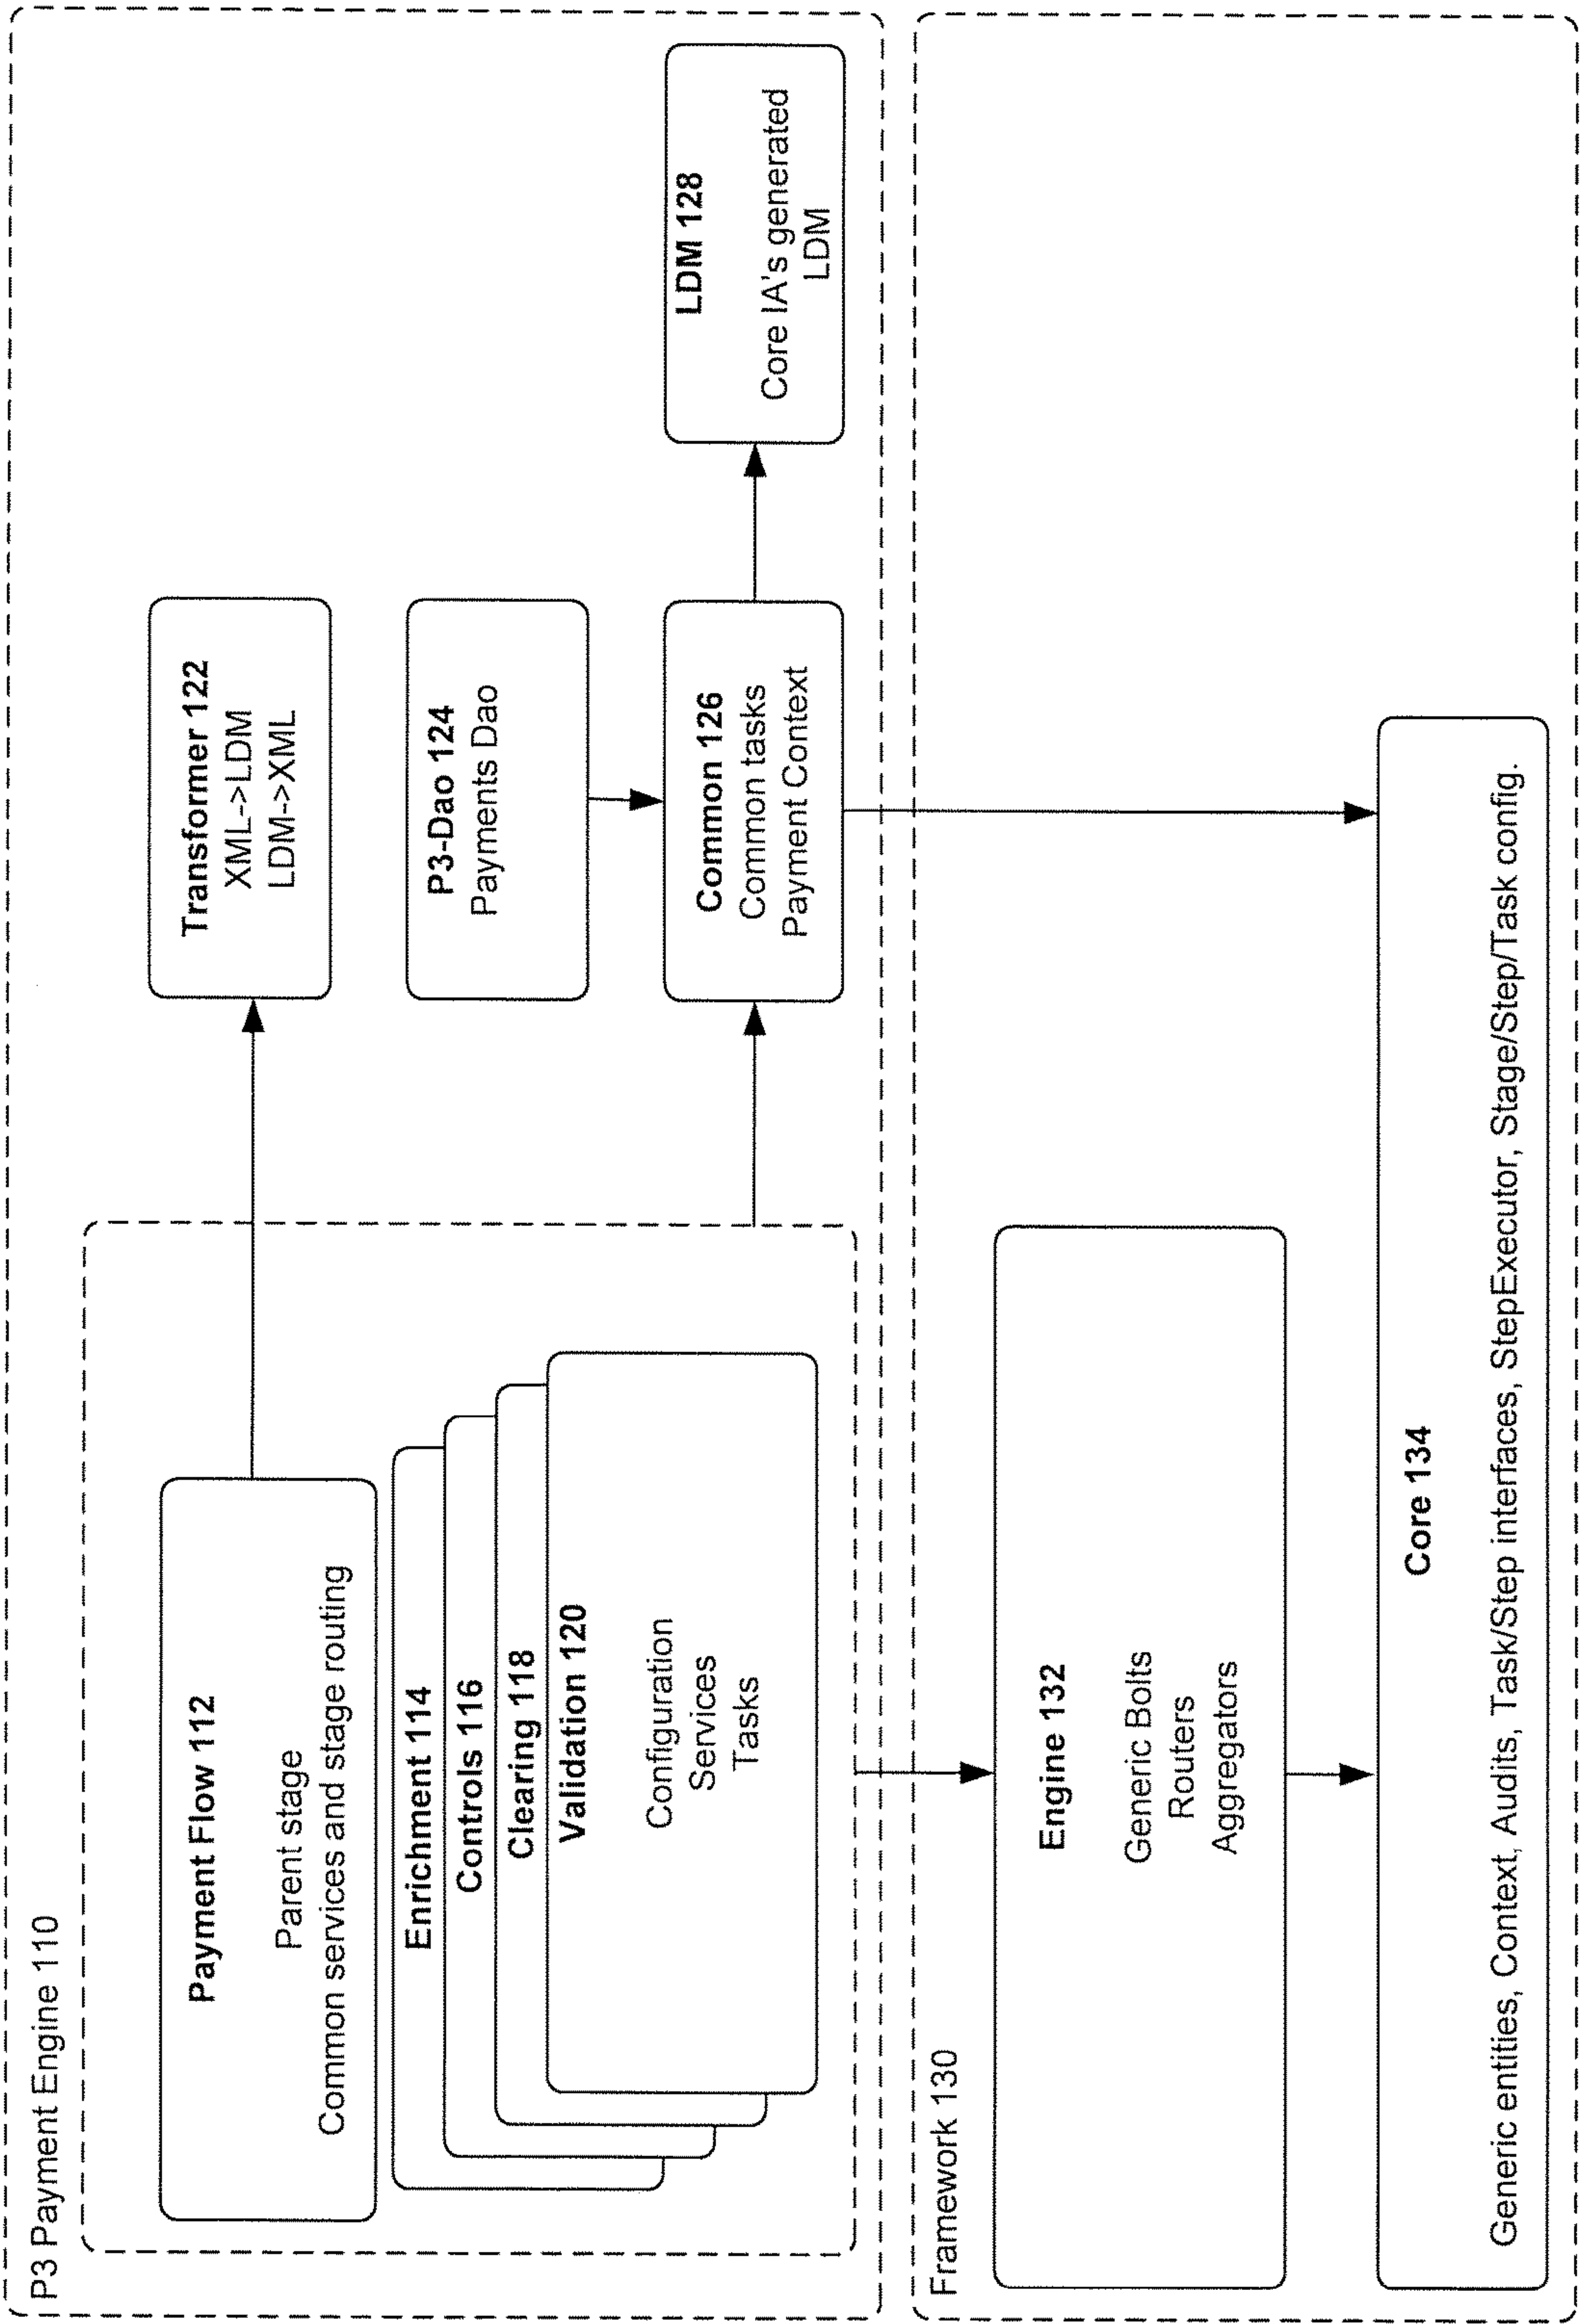 P3 Payment Engine 110
Payment Flow 112
Parent stage
Common services and stage routing
Enrichment 114
Controls 116
Clearing 118
Validation 120
Configuration
Services
Tasks
Transformer 122
XML->LDM
LDM->XML
P3-Dao 124
Payments Dao
Common 126
Common tasks
Payment Context
LDM 128
Core IA's generated
LDM
Framework 130
Engine 132
Generic Bolts
Routers
Aggregators
Core 134
Generic entities, Context, Audits, Task/Step interfaces, StepExecutor, Stage/Step/Task config.